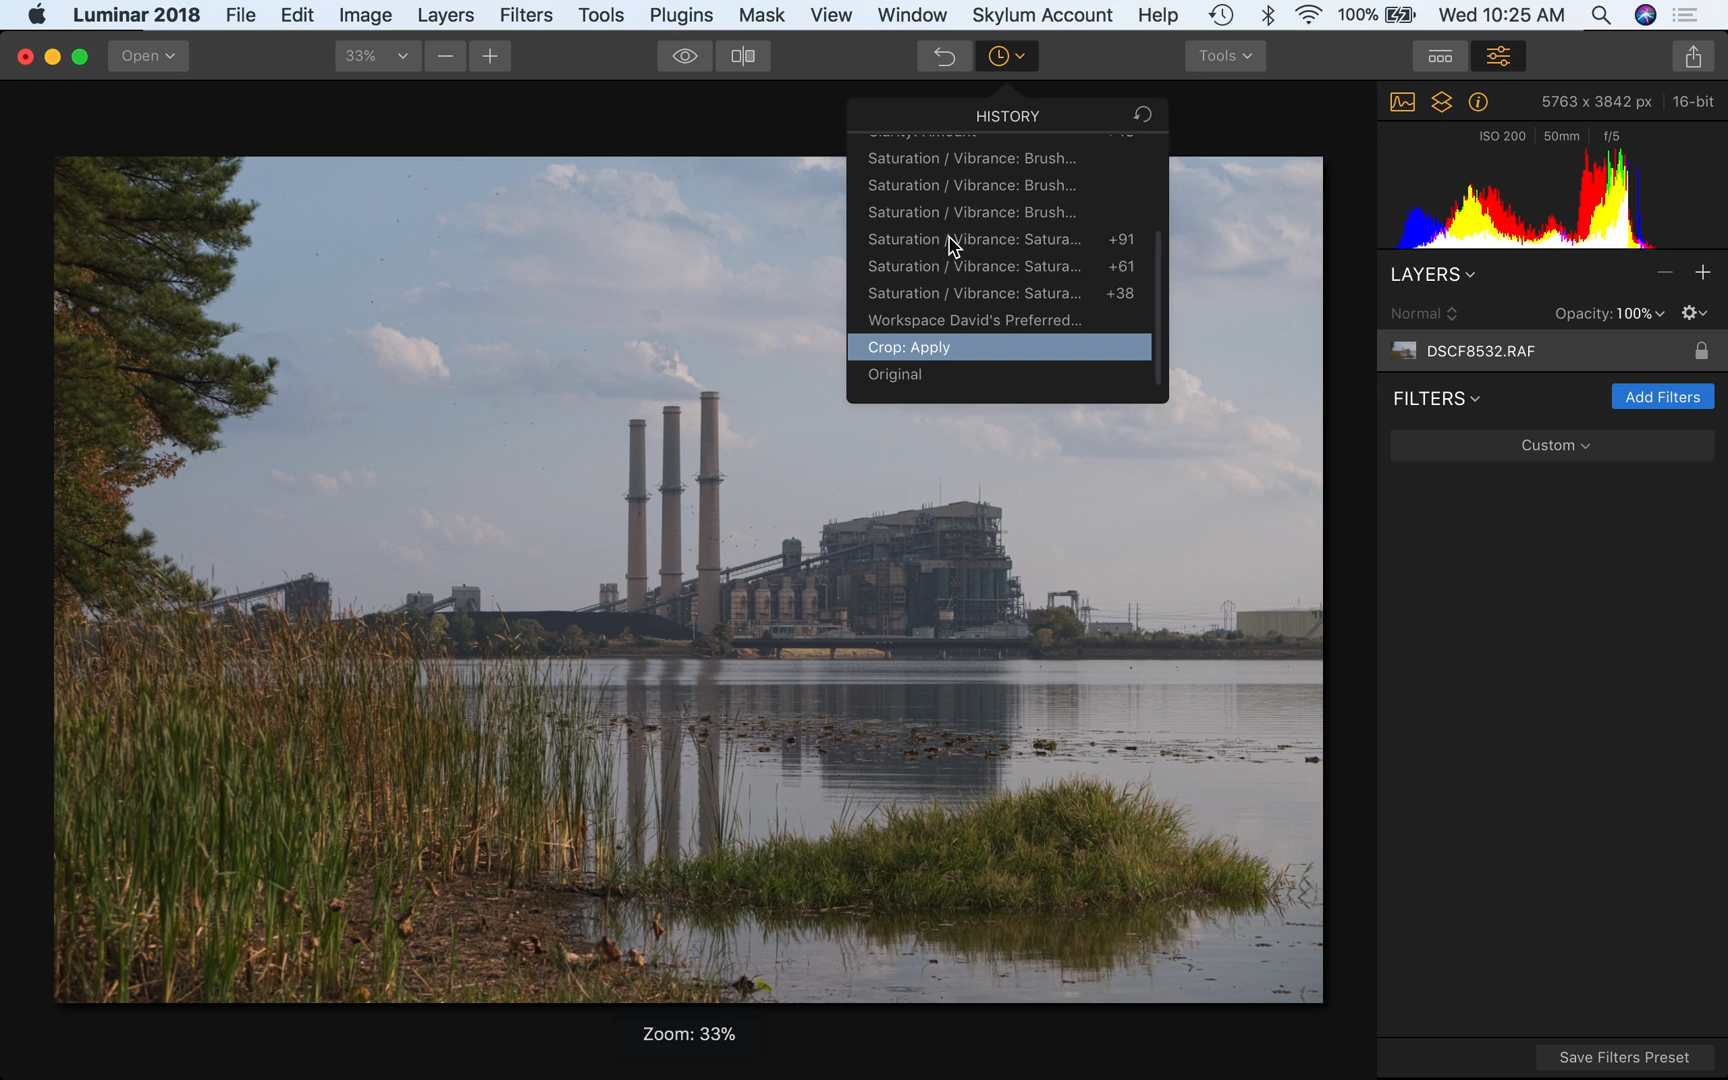 Luminar 2018 File Edit Image Layers Filters Tools Plugins Mask View Window Skylum Account Help 100% Wed 10:25 AM
Open 33% Tools
HISTORY
Clarity: Amount
Saturation / Vibrance: Brush...
Saturation / Vibrance: Brush...
Saturation / Vibrance: Brush...
Saturation / Vibrance: Satura... +91
Saturation / Vibrance: Satura... +61
Saturation / Vibrance: Satura... +38
Workspace David's Preferred...
Crop: Apply
Original
5763 x 3842 px 16-bit
ISO 200 50mm f/5
LAYERS
Normal Opacity: 100%
DSCF8532.RAF
FILTERS Add Filters
Custom
Zoom: 33%
Save Filters Preset